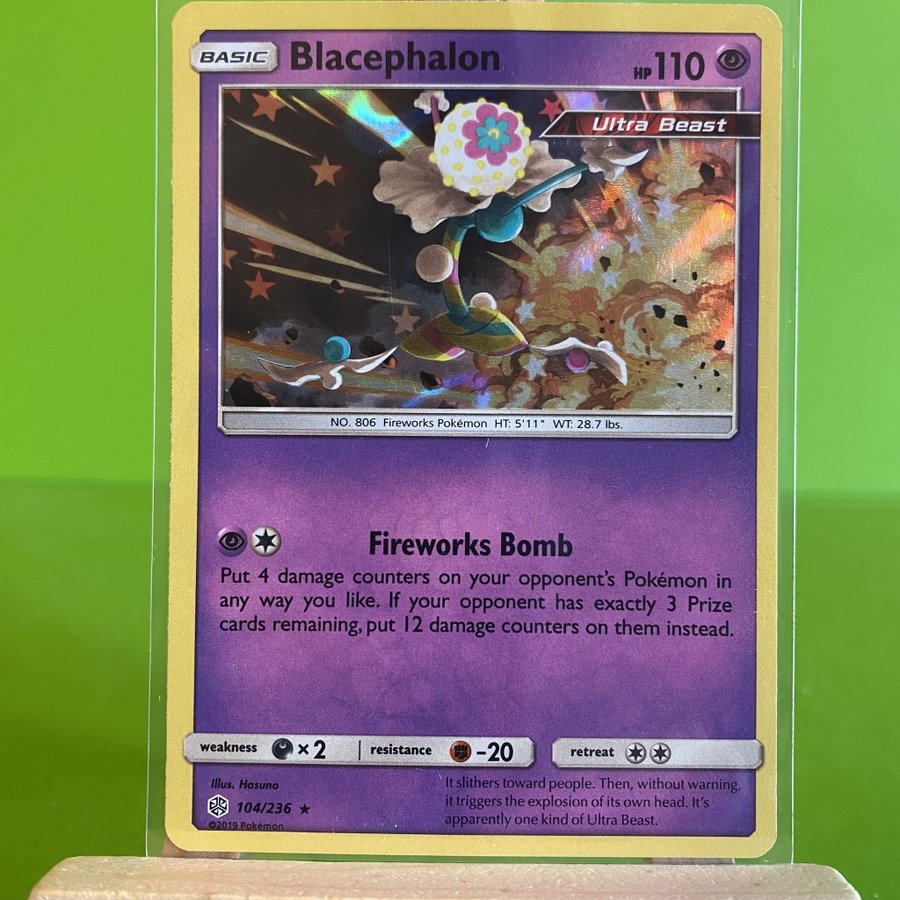 BASIC Blacephalon HP 110
Ultra Beast
NO. 806 Fireworks Pokémon HT: 5'11" WT: 28.7 lbs.
Fireworks Bomb
Put 4 damage counters on your opponent's Pokémon in
any way you like. If your opponent has exactly 3 Prize
cards remaining, put 12 damage counters on them instead.
weakness ×2 resistance -20 retreat
Illus. Hasuno
104/236 ★
©2019 Pokémon
It slithers toward people. Then, without warning,
it triggers the explosion of its own head. It's
apparently one kind of Ultra Beast.